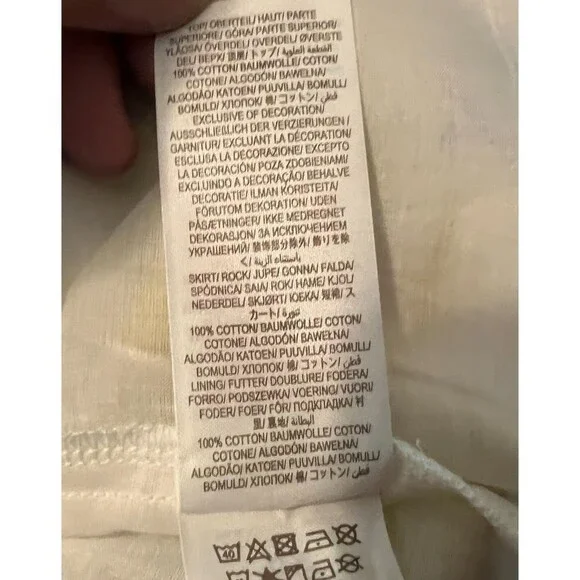 TOP/ OBERTEIL/ HAUT/ PARTE
SUPERIORE/ GÓRA/ PARTE SUPERIOR/
YLÄOSA/ ÖVERDEL/ OVERDEL/ ØVERSTE
DEL/ ВЕРХ/ 顶层/ トップ/ القطعة العلوية/
100% COTTON/ BAUMWOLLE/ COTON/
COTONE/ ALGODÓN/ BAWEŁNA/
ALGODÃO/ KATOEN/ PUUVILLA/ BOMULL/
BOMULD/ ХЛОПОК/ 棉/ コットン/ قطن/
EXCLUSIVE OF DECORATION/
AUSSCHLIEßLICH DER VERZIERUNGEN/
GARNITUR/ EXCLUANT LA DÉCORATION/
ESCLUSA LA DECORAZIONE/ EXCEPTO
LA DECORACIÓN/ POZA ZDOBIENIAMI/
EXCLUINDO A DECORAÇÃO/ BEHALVE
DECORATIE/ ILMAN KORISTEITA/
FÖRUTOM DEKORATION/ UDEN
PÅSÆTNINGER/ IKKE MEDREGNET
DEKORASJON/ ЗА ИСКЛЮЧЕНИЕМ
УКРАШЕНИЙ/ 装饰部分除外/ 飾りを除
く/ باستثناء الزينة/
SKIRT/ ROCK/ JUPE/ GONNA/ FALDA/
SPÓDNICA/ SAIA/ ROK/ HAME/ KJOL/
NEDERDEL/ SKJØRT/ ЮБКА/ 短裙/ ス
カート/ تنورة/
100% COTTON/ BAUMWOLLE/ COTON/
COTONE/ ALGODÓN/ BAWEŁNA/
ALGODÃO/ KATOEN/ PUUVILLA/ BOMULL/
BOMULD/ ХЛОПОК/ 棉/ コットン/ قطن/
LINING/ FUTTER/ DOUBLURE/ FODERA/
FORRO/ PODSZEWKA/ VOERING/ VUORI/
FODER/ FOER/ FÔR/ ПОДКЛАДКА/ 衬
里/ 裏地/ البطانة/
100% COTTON/ BAUMWOLLE/ COTON/
COTONE/ ALGODÓN/ BAWEŁNA/
ALGODÃO/ KATOEN/ PUUVILLA/ BOMULL/
BOMULD/ ХЛОПОК/ 棉/ コットン/ قطن/
40